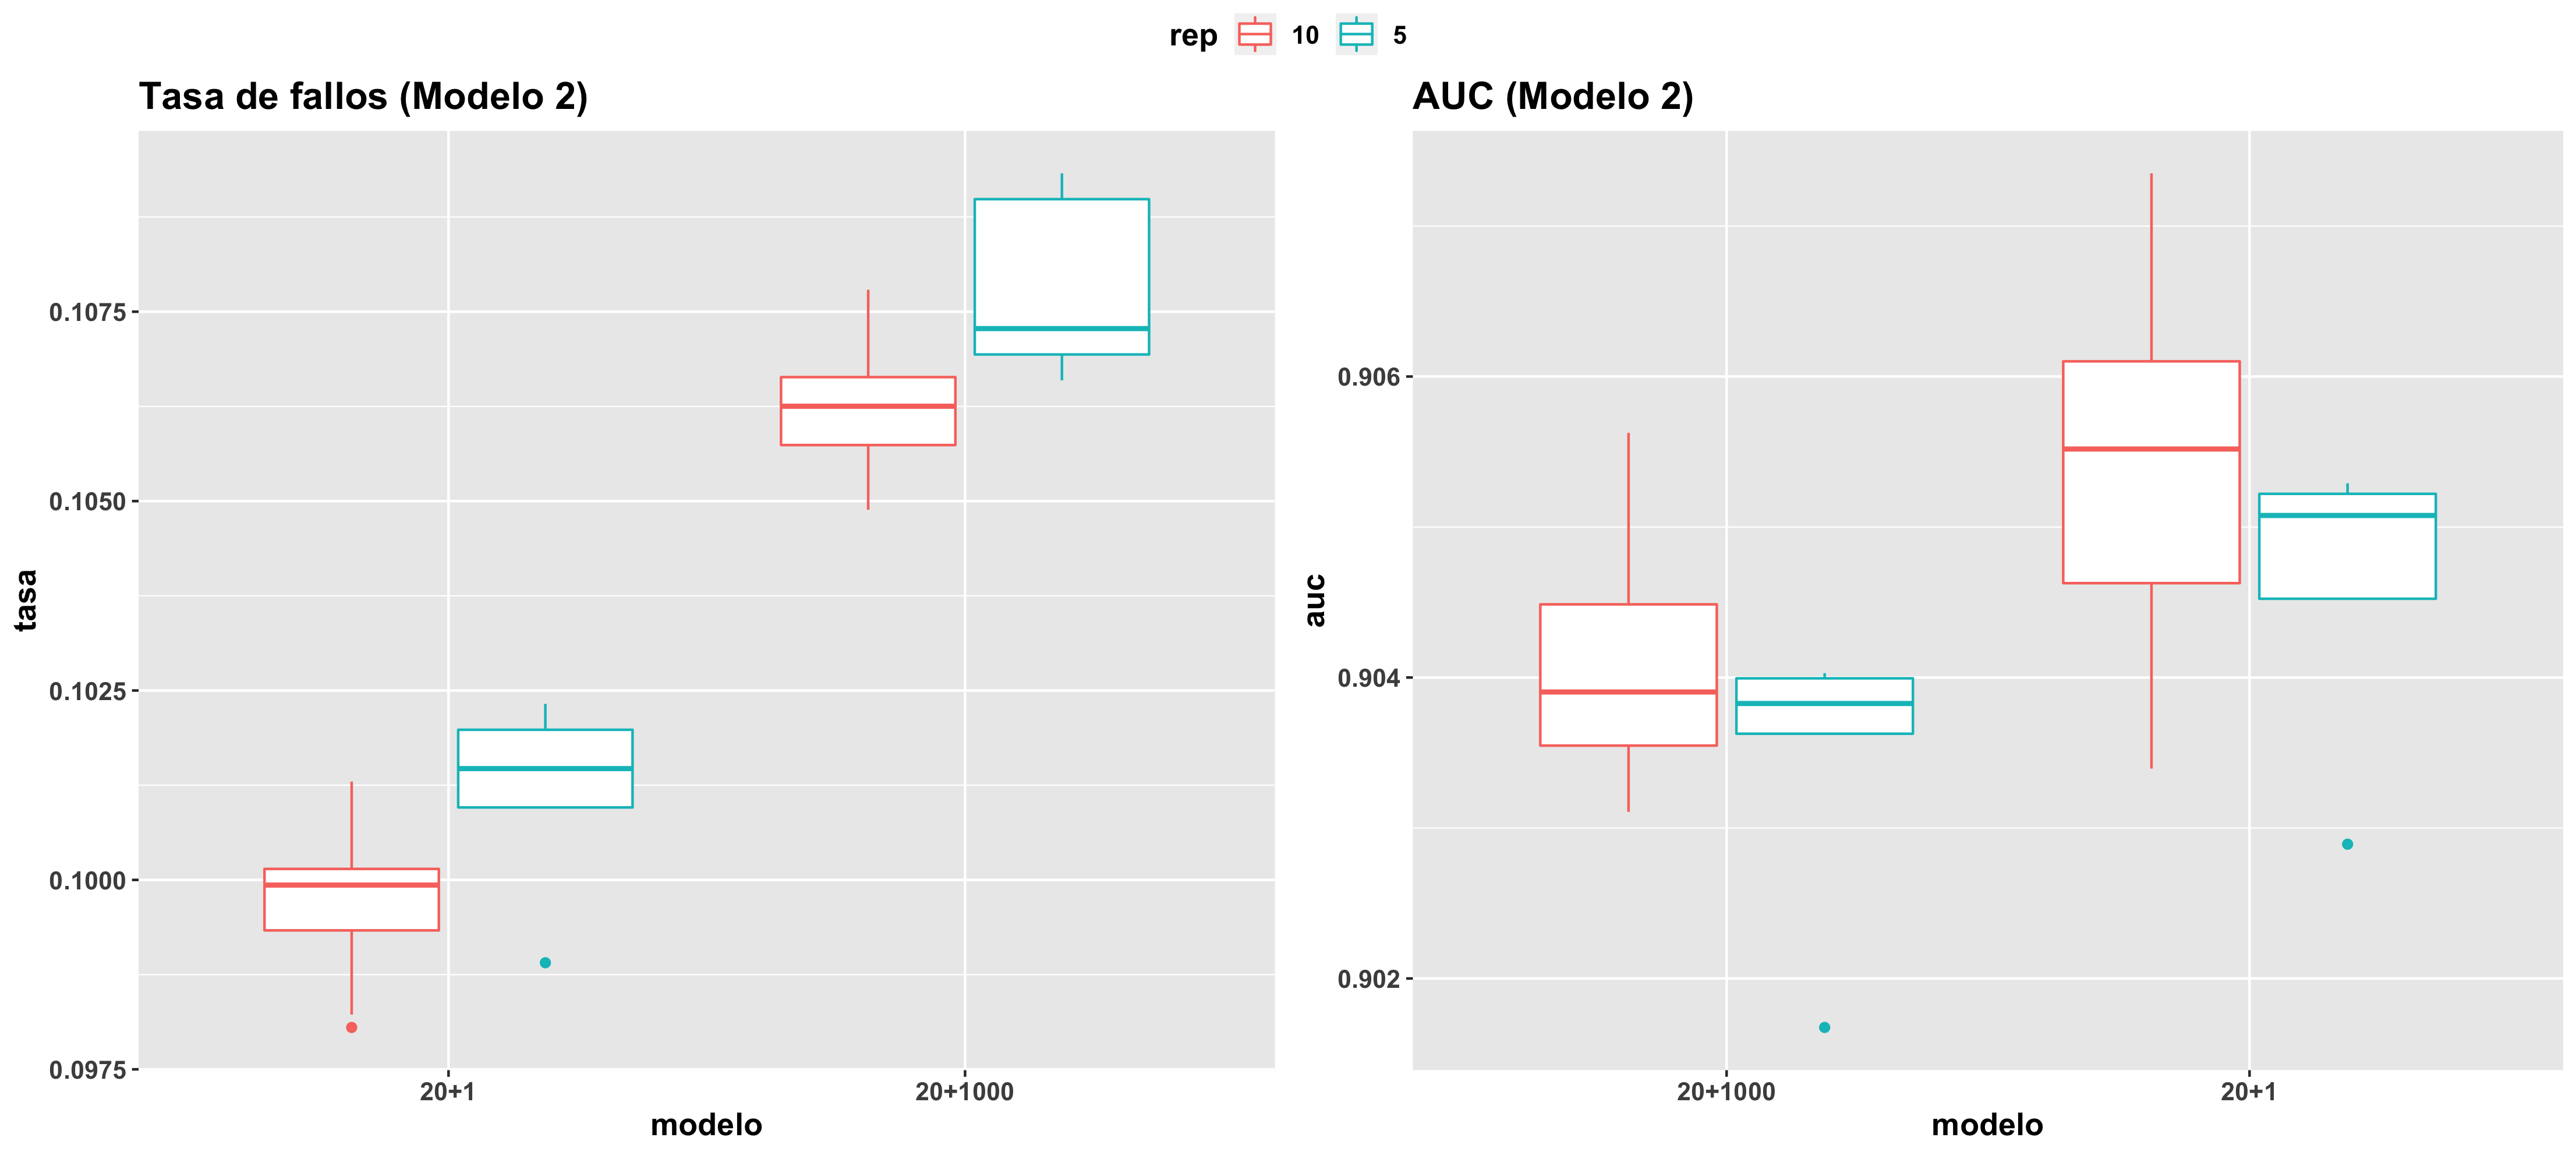 rep 10 5
Tasa de fallos (Modelo 2)
tasa
0.1075
0.1050
0.1025
0.1000
0.0975
20+1 20+1000
modelo
AUC (Modelo 2)
auc
0.906
0.904
0.902
20+1000 20+1
modelo